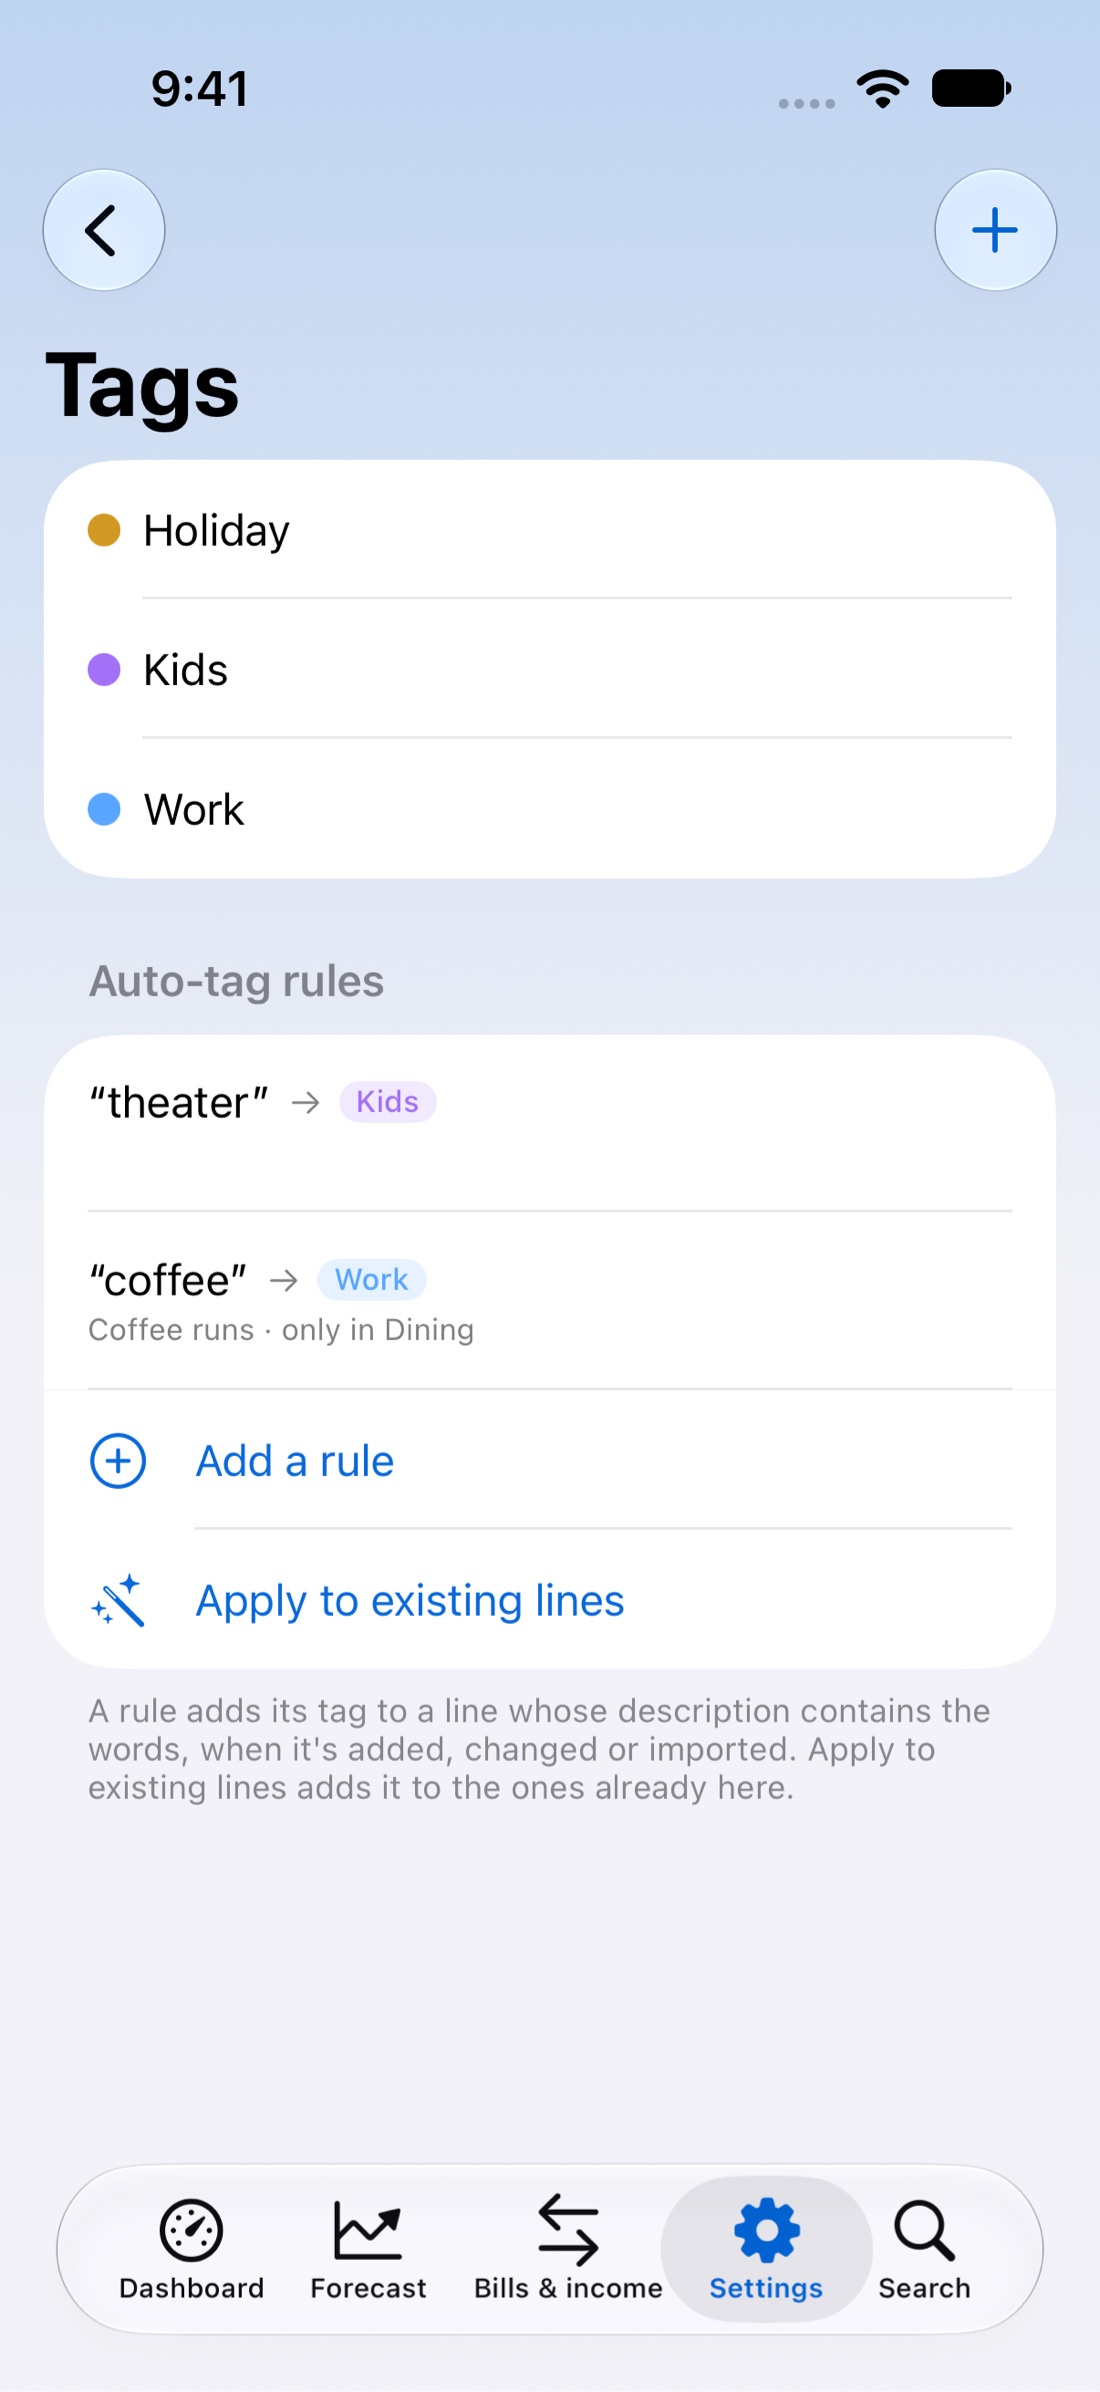 9:41
Tags
Holiday
Kids
Work
Auto-tag rules
“theater” → Kids
“coffee” → Work
Coffee runs · only in Dining
Add a rule
Apply to existing lines
A rule adds its tag to a line whose description contains the
words, when it's added, changed or imported. Apply to
existing lines adds it to the ones already here.
Dashboard
Forecast
Bills & income
Settings
Search